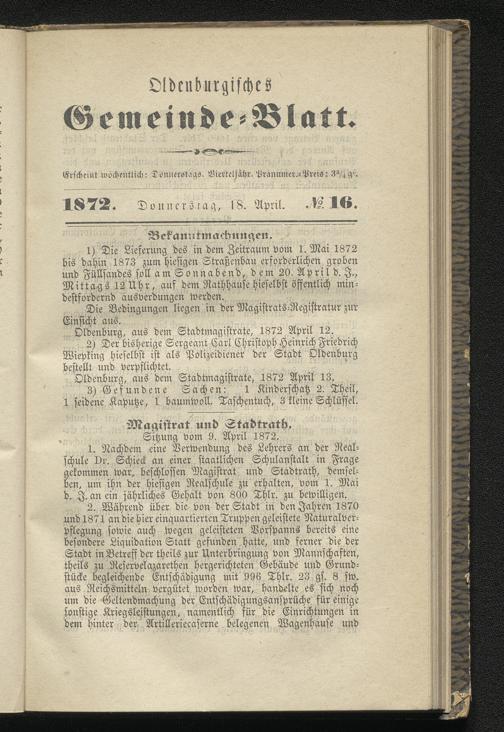 Oldenburgisches
Gemeinde-Blatt.
Erscheint wöchentlich: Donnerstags. Vierteljähr. Pränumer.-Preis: 3¾ gr.
1872. Donnerstag, 18. April. № 16.
Bekanntmachungen.
1) Die Lieferung des in dem Zeitraum vom 1. Mai 1872
bis dahin 1873 zum hiesigen Straßenbau erforderlichen groben
und Füllsandes soll am Sonnabend, dem 20. April d. J.,
Mittags 12 Uhr, auf dem Rathhause hieselbst öffentlich min-
destfordernd ausverdungen werden.
Die Bedingungen liegen in der Magistrats-Registratur zur
Einsicht aus.
Oldenburg, aus dem Stadtmagistrate, 1872 April 12.
2) Der bisherige Sergeant Carl Christoph Heinrich Friedrich
Wiepking hieselbst ist als Polizeidiener der Stadt Oldenburg
bestellt und verpflichtet.
Oldenburg, aus dem Stadtmagistrate, 1872 April 13.
3) Gefundene Sachen: 1 Kinderschatz 2. Theil,
1 seidene Kaputze, 1 baumwoll. Taschentuch, 3 kleine Schlüssel.
Magistrat und Stadtrath.
Sitzung vom 9. April 1872.
1. Nachdem eine Verwendung des Lehrers an der Real-
schule Dr. Schieck an einer staatlichen Schulanstalt in Frage
gekommen war, beschlossen Magistrat und Stadtrath, demsel-
ben, um ihn der hiesigen Realschule zu erhalten, vom 1. Mai
d. J. an ein jährliches Gehalt von 800 Thlr. zu bewilligen.
2. Während über die von der Stadt in den Jahren 1870
und 1871 an die hier einquartierten Truppen geleistete Naturalver-
pflegung sowie auch wegen geleisteten Vorspanns bereits eine
besondere Liquidation Statt gefunden hatte, und ferner die der
Stadt in Betreff der theils zur Unterbringung von Mannschaften,
theils zu Reservelazarethen hergerichteten Gebäude und Grund-
stücke begleichende Entschädigung mit 996 Thlr. 23 gs. 8 sw.
aus Reichsmitteln vergütet worden war, handelte es sich noch
um die Geltendmachung der Entschädigungsansprüche für einige
sonstige Kriegsleistungen, namentlich für die Einrichtungen in
dem hinter der Artilleriecaserne belegenen Wagenhause und